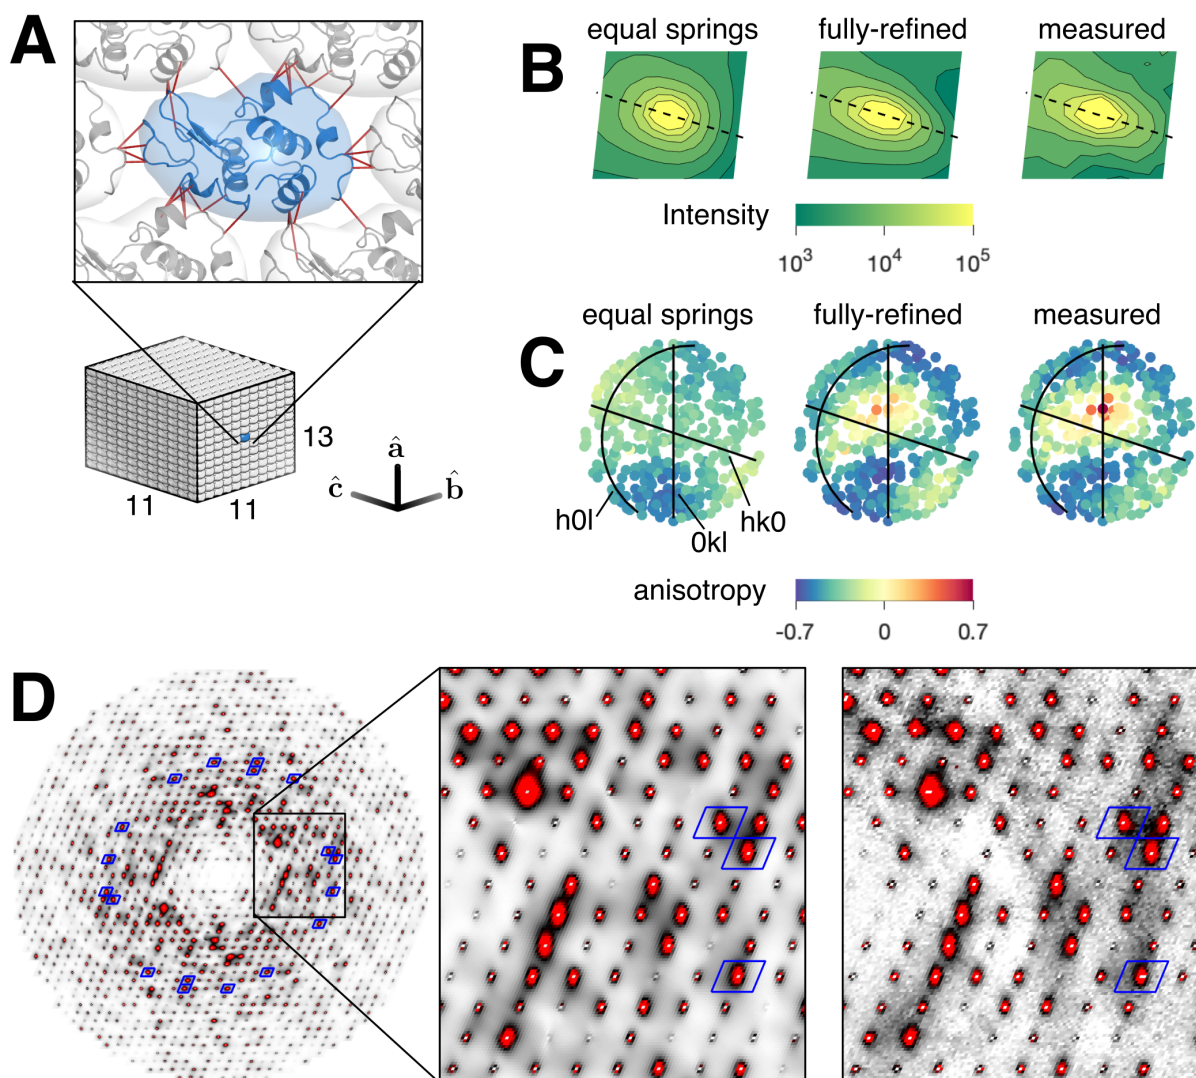 A
13
11
11
â
ĉ
b̂
B
equal springs
fully-refined
measured
Intensity
10³
10⁴
10⁵
C
equal springs
fully-refined
measured
h0l
0kl
hk0
anisotropy
-0.7
0
0.7
D